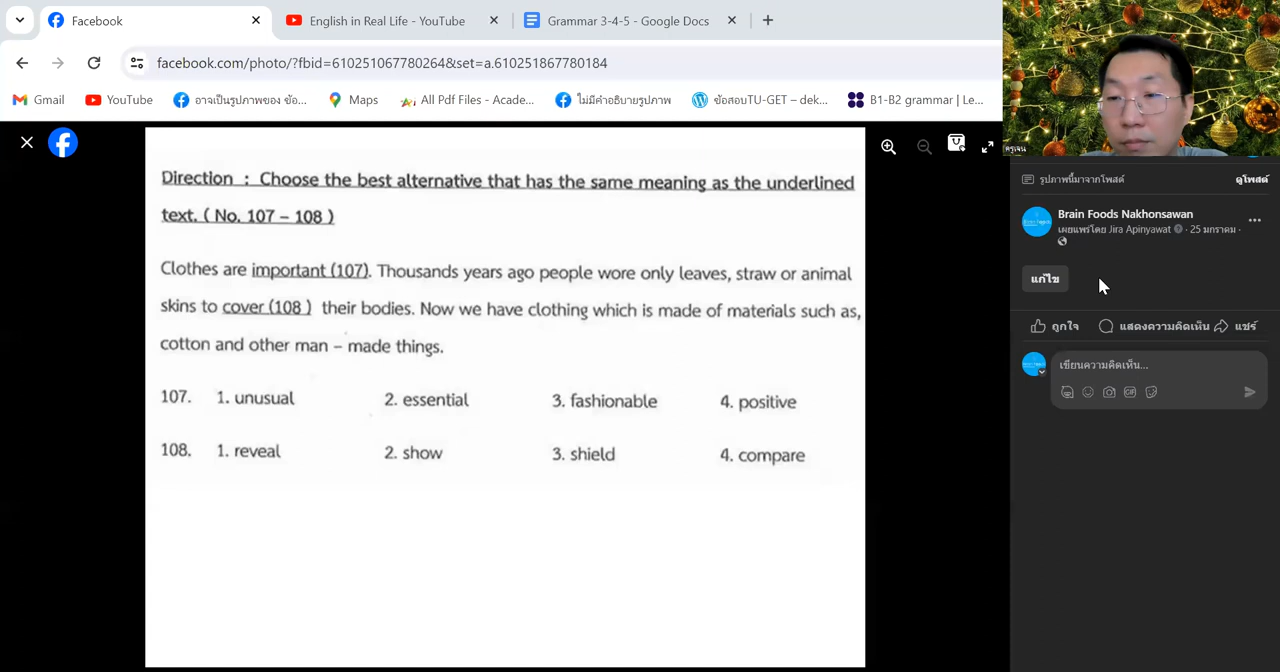 Facebook
English in Real Life - YouTube
Grammar 3-4-5 - Google Docs
facebook.com/photo/?fbid=610251067780264&set=a.610251867780184
Gmail
YouTube
อาจเป็นรูปภาพของ ข้อ...
Maps
All Pdf Files - Acade...
ไม่มีคำอธิบายรูปภาพ
ข้อสอบTU-GET – dek...
B1-B2 grammar | Le...
ครูเจน
Direction : Choose the best alternative that has the same meaning as the underlined
text. ( No. 107 – 108 )
Clothes are important (107). Thousands years ago people wore only leaves, straw or animal
skins to cover (108 ) their bodies. Now we have clothing which is made of materials such as,
cotton and other man – made things.
107. 1. unusual 2. essential 3. fashionable 4. positive
108. 1. reveal 2. show 3. shield 4. compare
รูปภาพนี้มาจากโพสต์
ดูโพสต์
Brain Foods Nakhonsawan
เผยแพร่โดย Jira Apinyawat · 25 มกราคม ·
แก้ไข
ถูกใจ
แสดงความคิดเห็น
แชร์
เขียนความคิดเห็น...